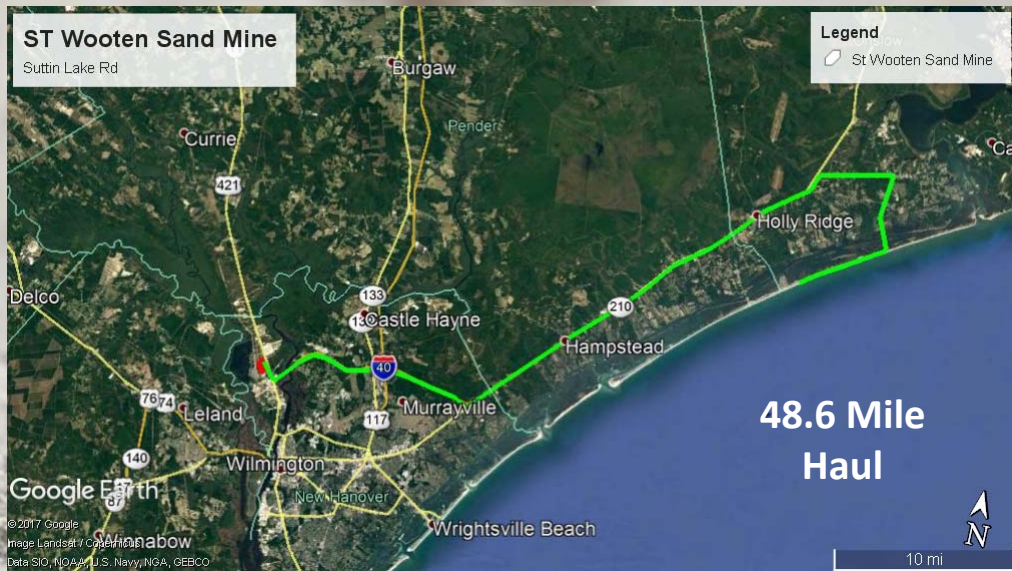 ST Wooten Sand Mine
Suttin Lake Rd
Legend
St Wooten Sand Mine
Burgaw
Pender
Currie
421
Holly Ridge
Delco
133
Castle Hayne
210
Hampstead
40
Murrayville
76 74
Leland
117
48.6 Mile
Haul
140
Wilmington
Google Earth
87
New Hanover
©2017 Google
Wrightsville Beach
Image Landsat / Copernicus
Winnabow
Data SIO, NOAA, U.S. Navy, NGA, GEBCO
N
10 mi